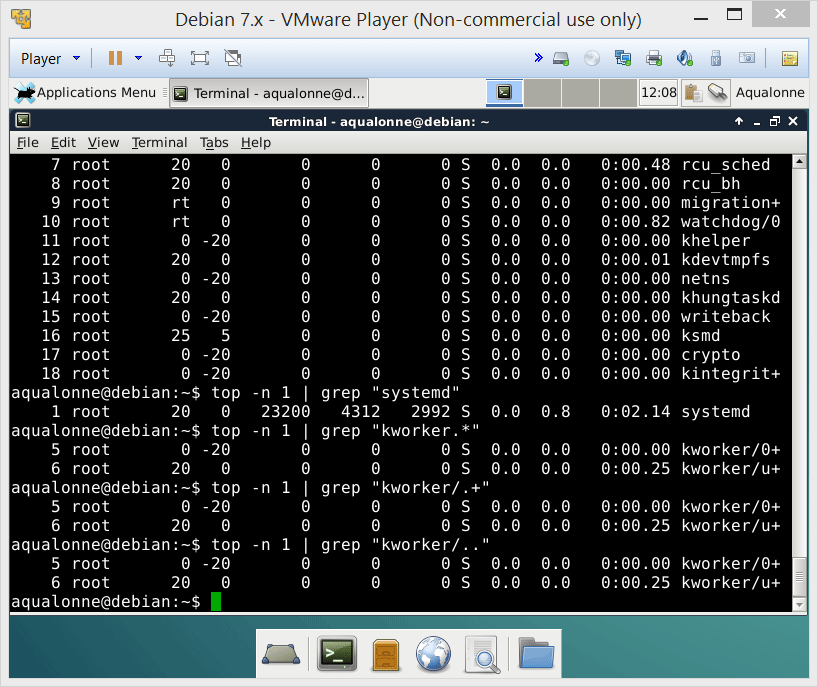 Debian 7.x - VMware Player (Non-commercial use only)
Player
Applications Menu Terminal - aqualonne@d... 12:08 Aqualonne
Terminal - aqualonne@debian: ~
File Edit View Terminal Tabs Help
7 root 20 0 0 0 0 S 0.0 0.0 0:00.48 rcu_sched
8 root 20 0 0 0 0 S 0.0 0.0 0:00.00 rcu_bh
9 root rt 0 0 0 0 S 0.0 0.0 0:00.00 migration+
10 root rt 0 0 0 0 S 0.0 0.0 0:00.82 watchdog/0
11 root 0 -20 0 0 0 S 0.0 0.0 0:00.00 khelper
12 root 20 0 0 0 0 S 0.0 0.0 0:00.01 kdevtmpfs
13 root 0 -20 0 0 0 S 0.0 0.0 0:00.00 netns
14 root 20 0 0 0 0 S 0.0 0.0 0:00.00 khungtaskd
15 root 0 -20 0 0 0 S 0.0 0.0 0:00.00 writeback
16 root 25 5 0 0 0 S 0.0 0.0 0:00.00 ksmd
17 root 0 -20 0 0 0 S 0.0 0.0 0:00.00 crypto
18 root 0 -20 0 0 0 S 0.0 0.0 0:00.00 kintegrit+
aqualonne@debian:~$ top -n 1 | grep "systemd"
1 root 20 0 23200 4312 2992 S 0.0 0.8 0:02.14 systemd
aqualonne@debian:~$ top -n 1 | grep "kworker.*"
5 root 0 -20 0 0 0 S 0.0 0.0 0:00.00 kworker/0+
6 root 20 0 0 0 0 S 0.0 0.0 0:00.25 kworker/u+
aqualonne@debian:~$ top -n 1 | grep "kworker/.+"
5 root 0 -20 0 0 0 S 0.0 0.0 0:00.00 kworker/0+
6 root 20 0 0 0 0 S 0.0 0.0 0:00.25 kworker/u+
aqualonne@debian:~$ top -n 1 | grep "kworker/.."
5 root 0 -20 0 0 0 S 0.0 0.0 0:00.00 kworker/0+
6 root 20 0 0 0 0 S 0.0 0.0 0:00.25 kworker/u+
aqualonne@debian:~$